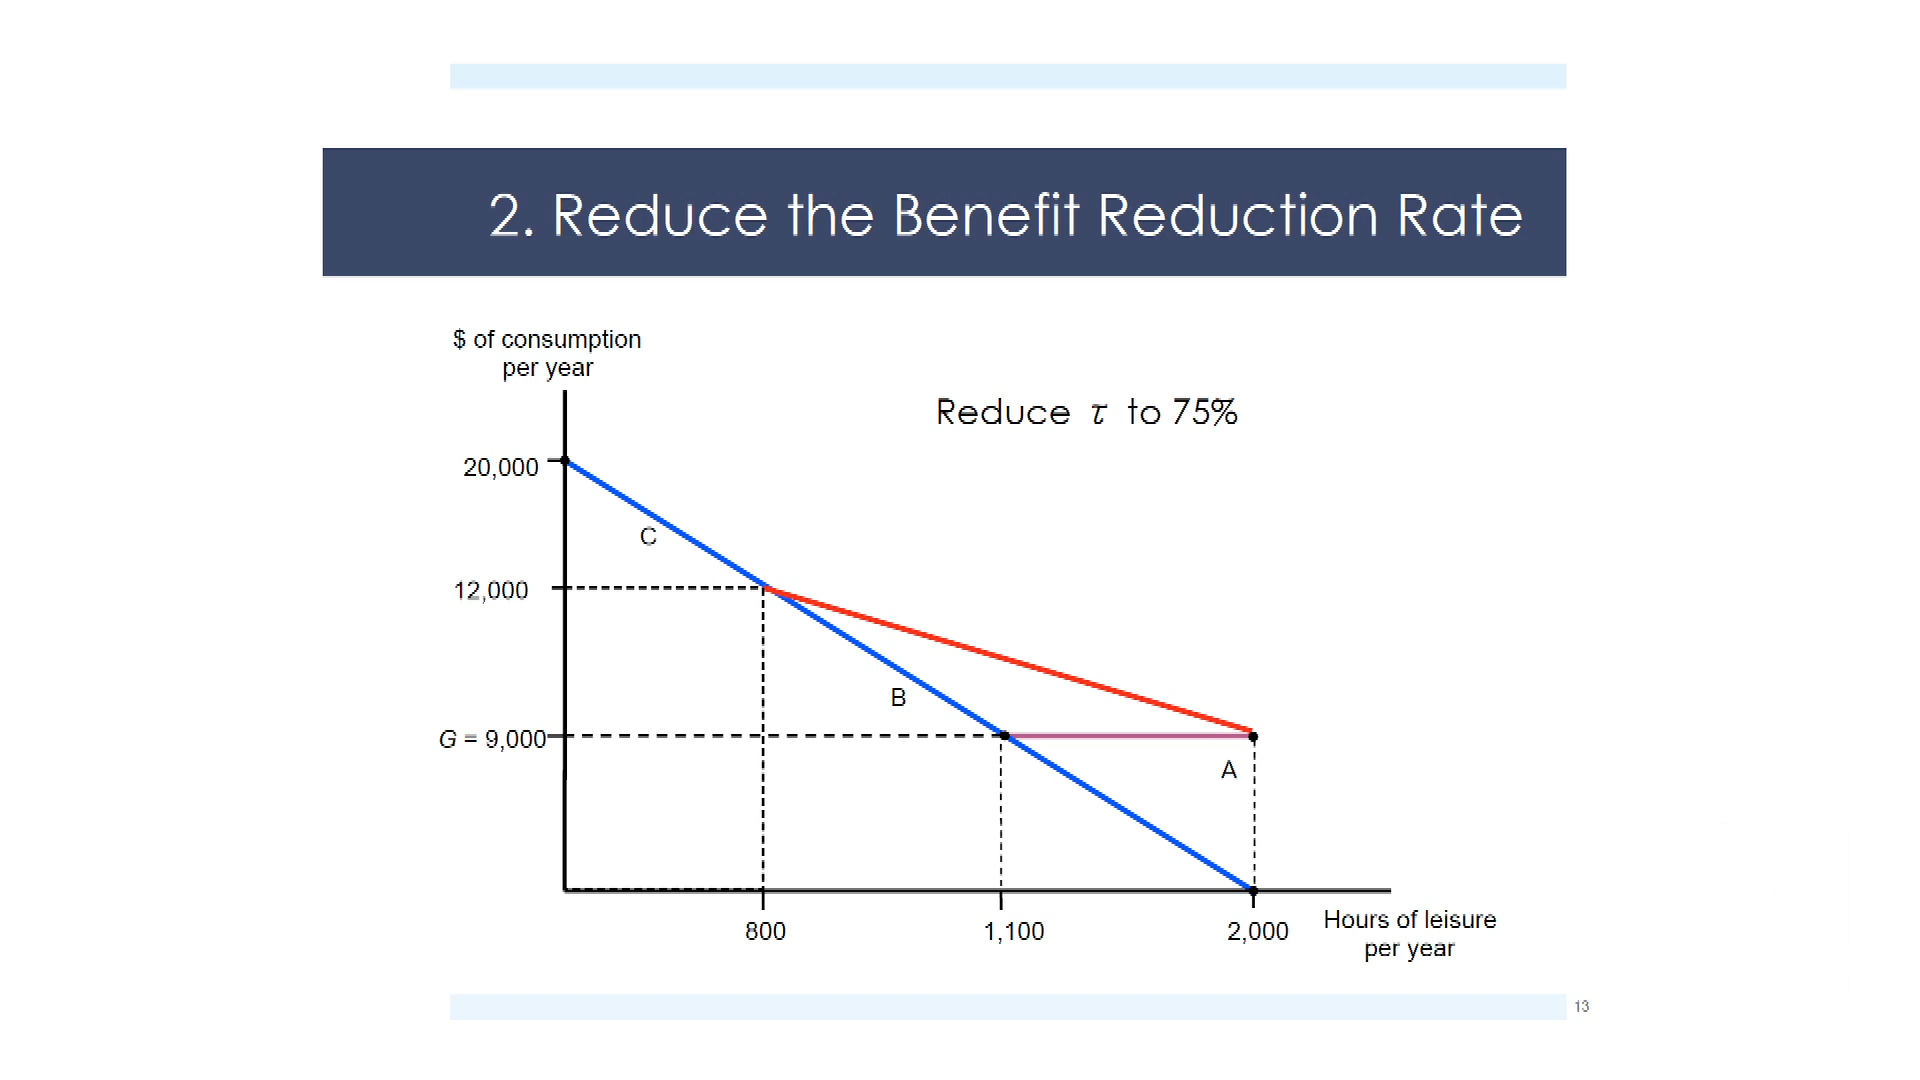 2. Reduce the Benefit Reduction Rate
$ of consumption
per year
Reduce τ to 75%
20,000
C
12,000
B
G = 9,000
A
800
1,100
2,000
Hours of leisure
per year
13